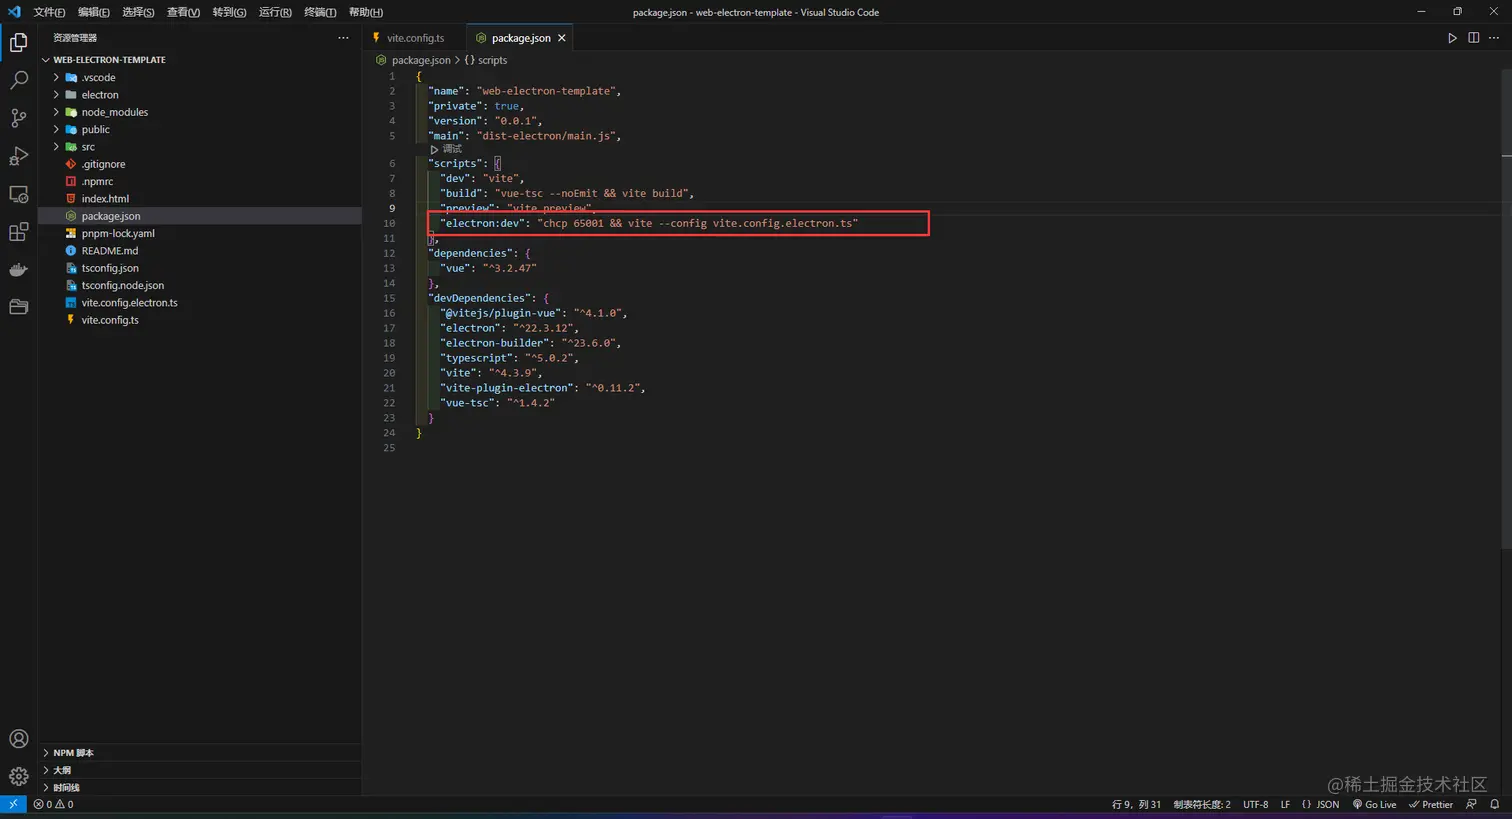 文件(F) 编辑(E) 选择(S) 查看(V) 转到(G) 运行(R) 终端(T) 帮助(H) package.json - web-electron-template - Visual Studio Code
资源管理器
WEB-ELECTRON-TEMPLATE
.vscode
electron
node_modules
public
src
.gitignore
.npmrc
index.html
package.json
pnpm-lock.yaml
README.md
tsconfig.json
tsconfig.node.json
vite.config.electron.ts
vite.config.ts
NPM 脚本
大纲
时间线
vite.config.ts package.json
package.json > {} scripts
1 {
2 "name": "web-electron-template",
3 "private": true,
4 "version": "0.0.1",
5 "main": "dist-electron/main.js",
调试
6 "scripts": {
7 "dev": "vite",
8 "build": "vue-tsc --noEmit && vite build",
9 "preview": "vite preview",
10 "electron:dev": "chcp 65001 && vite --config vite.config.electron.ts"
11 },
12 "dependencies": {
13 "vue": "^3.2.47"
14 },
15 "devDependencies": {
16 "@vitejs/plugin-vue": "^4.1.0",
17 "electron": "^22.3.12",
18 "electron-builder": "^23.6.0",
19 "typescript": "^5.0.2",
20 "vite": "^4.3.9",
21 "vite-plugin-electron": "^0.11.2",
22 "vue-tsc": "^1.4.2"
23 }
24 }
25
@稀土掘金技术社区
0 0 行 9，列 31 制表符长度: 2 UTF-8 LF {} JSON Go Live Prettier